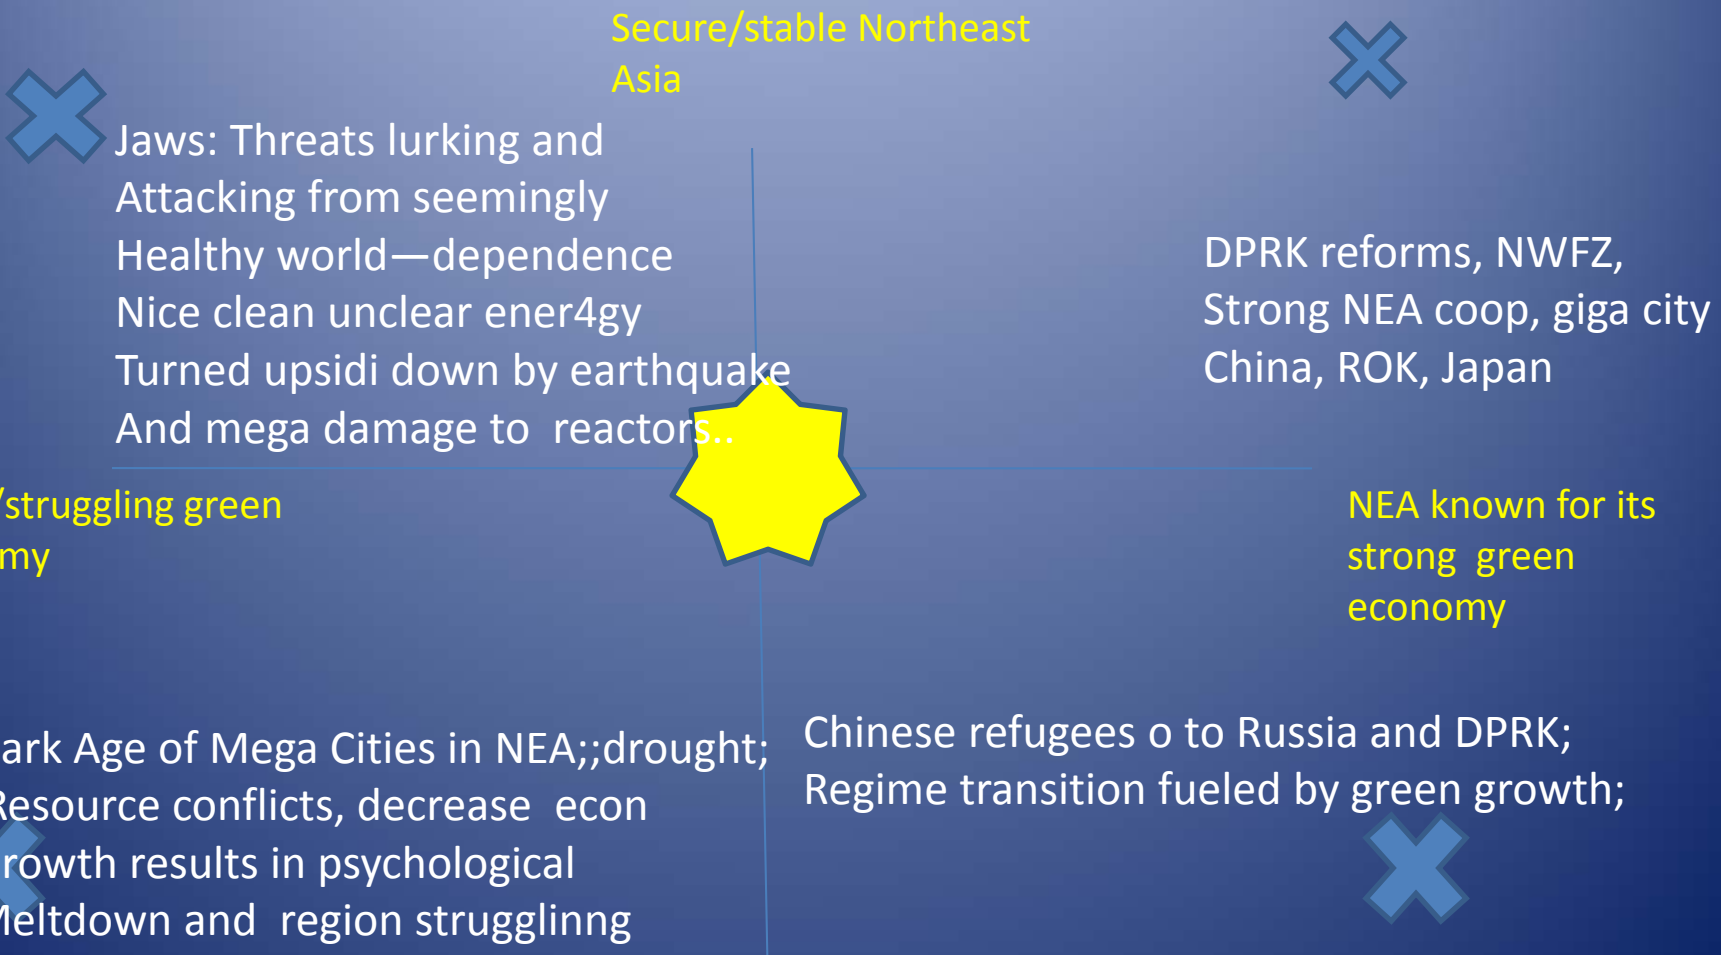 Secure/stable Northeast
Asia
Jaws: Threats lurking and
Attacking from seemingly
Healthy world—dependence
Nice clean unclear ener4gy
Turned upsidi down by earthquake
And mega damage to  reactors..
DPRK reforms, NWFZ,
Strong NEA coop, giga city
China, ROK, Japan
/struggling green
my
NEA known for its
strong  green
economy
ark Age of Mega Cities in NEA;;drought;
Resource conflicts, decrease  econ
rowth results in psychological
Meltdown and  region strugglinng
Chinese refugees o to Russia and DPRK;
Regime transition fueled by green growth;